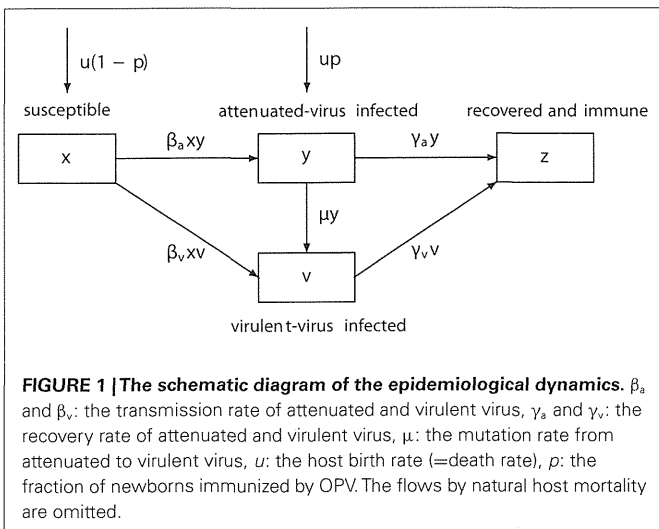 u(1 − p)
up
susceptible
attenuated-virus infected
recovered and immune
x
βₐxy
y
γₐy
z
μy
βᵥxv
v
γᵥv
virulent-virus infected
FIGURE 1 | The schematic diagram of the epidemiological dynamics. βₐ
and βᵥ: the transmission rate of attenuated and virulent virus, γₐ and γᵥ: the
recovery rate of attenuated and virulent virus, μ: the mutation rate from
attenuated to virulent virus, u: the host birth rate (=death rate), p: the
fraction of newborns immunized by OPV. The flows by natural host mortality
are omitted.